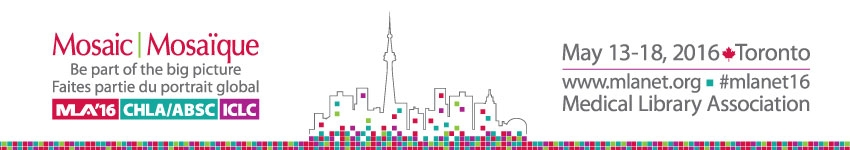 Mosaic | Mosaïque
Be part of the big picture
Faites partie du portrait global
MLA'16 CHLA/ABSC ICLC
May 13-18, 2016 Toronto
www.mlanet.org ■ #mlanet16
Medical Library Association